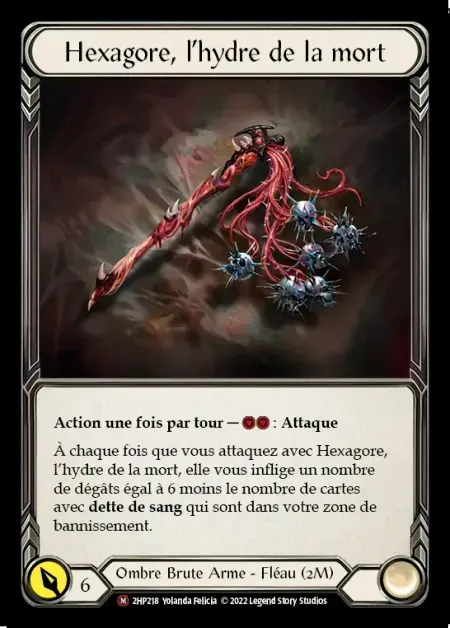 Hexagore, l'hydre de la mort
Action une fois par tour — : Attaque
À chaque fois que vous attaquez avec Hexagore,
l'hydre de la mort, elle vous inflige un nombre
de dégâts égal à 6 moins le nombre de cartes
avec dette de sang qui sont dans votre zone de
bannissement.
6
Ombre Brute Arme - Fléau (2M)
M 2HP218 Yolanda Felicia © 2022 Legend Story Studios